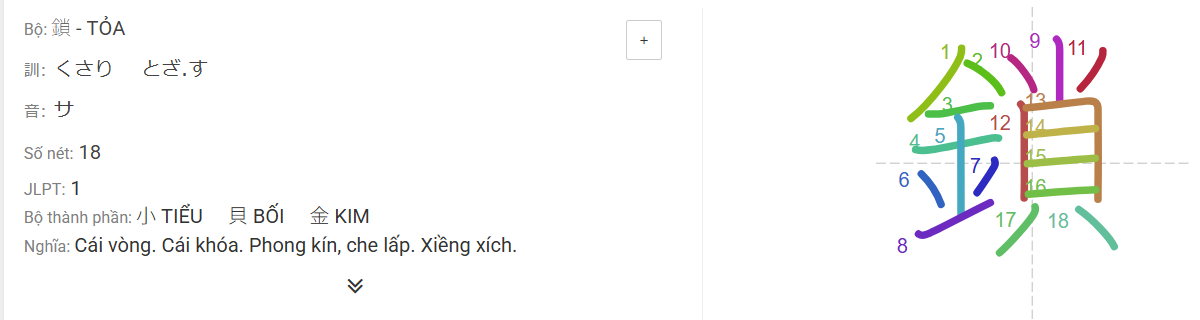 Bộ: 鎖 - TỎA
+
訓: くさり とざ.す
音: サ
Số nét: 18
JLPT: 1
Bộ thành phần: 小 TIỂU 貝 BỐI 金 KIM
Nghĩa: Cái vòng. Cái khóa. Phong kín, che lấp. Xiềng xích.
鎖
1 2 10 9 11
3 13
4 5 12 14
6 7 15
16
8 17 18